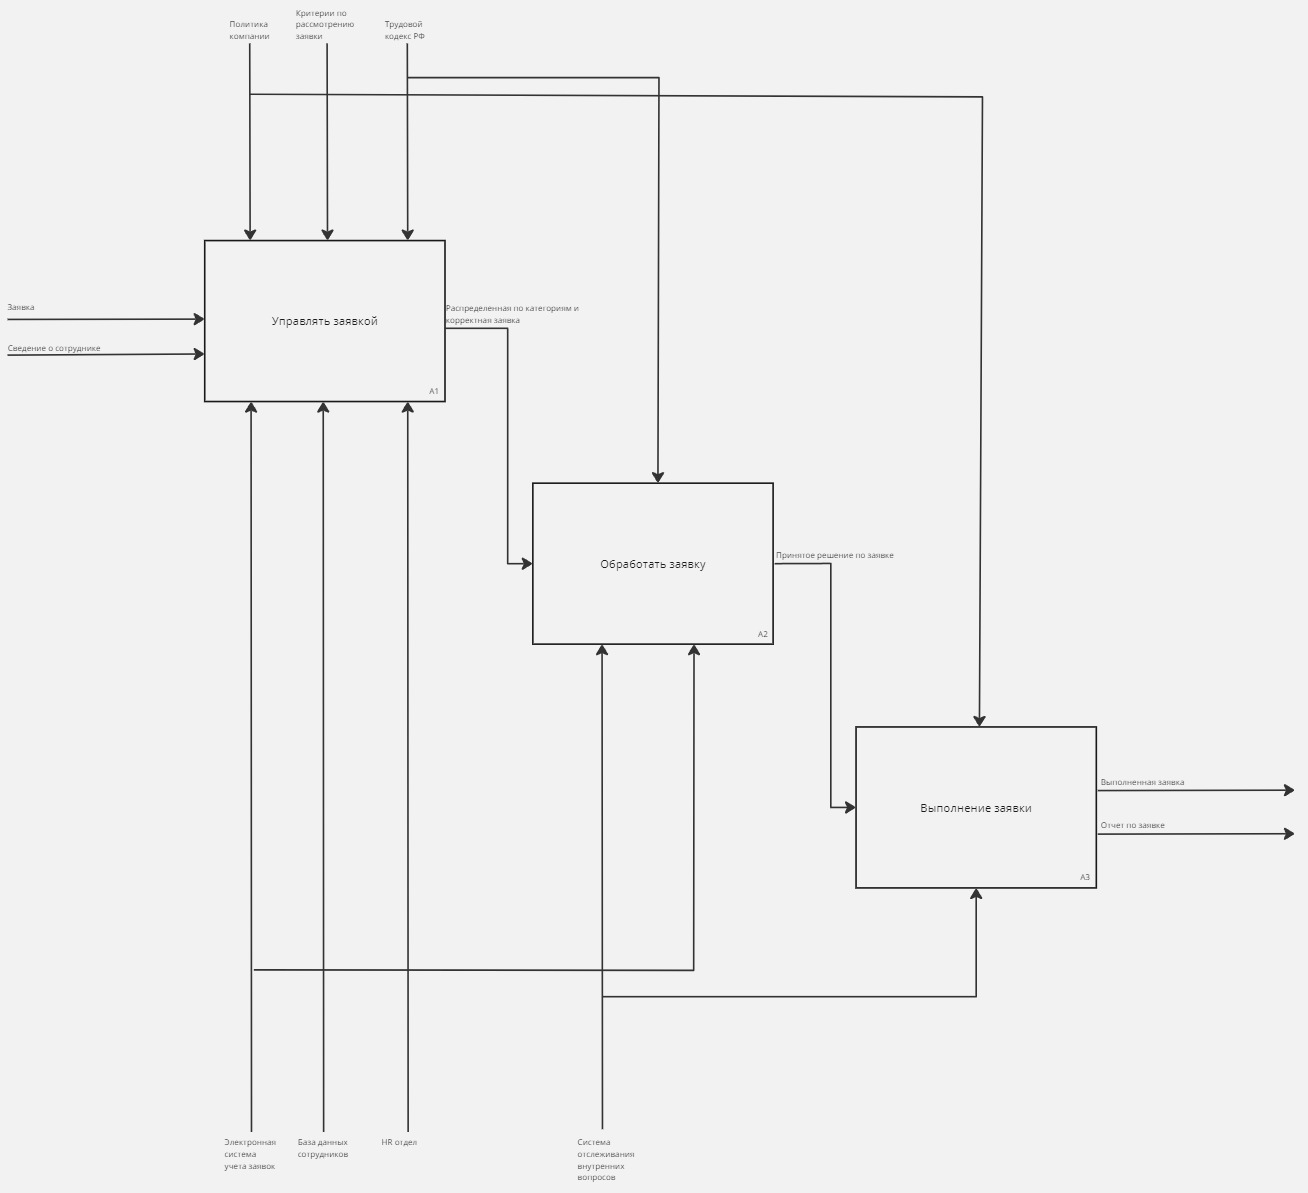 Политика
компании
Критерии по
рассмотрению
заявки
Трудовой
кодекс РФ
Заявка
Сведение о сотруднике
Управлять заявкой
A1
Распределенная по категориям и
корректная заявка
Обработать заявку
A2
Принятое решение по заявке
Выполнение заявки
A3
Выполненная заявка
Отчет по заявке
Электронная
система
учета заявок
База данных
сотрудников
HR отдел
Система
отслеживания
внутренних
вопросов